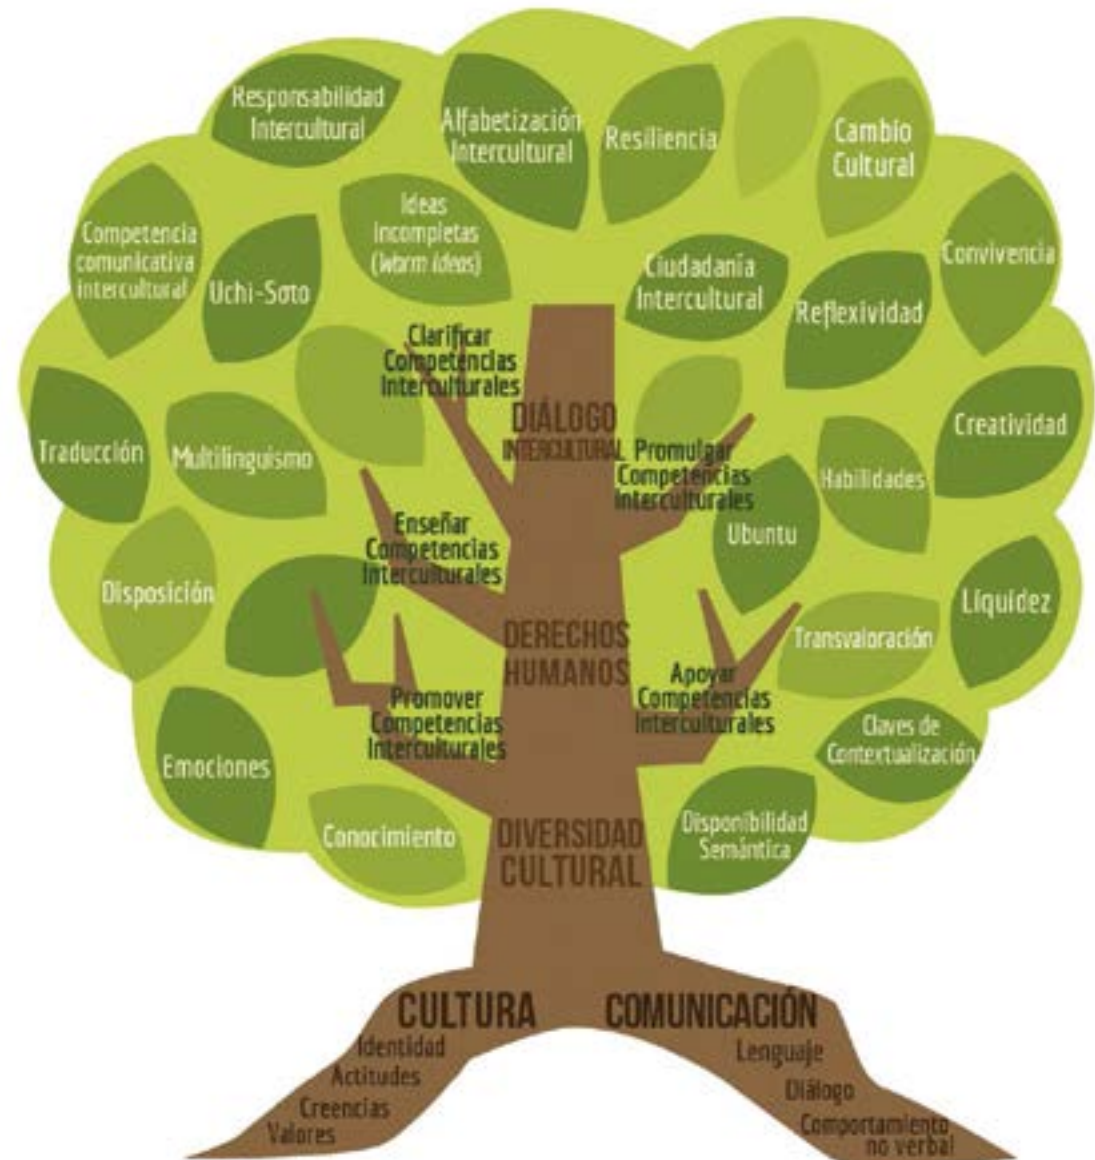 Responsabilidad
Intercultural
Alfabetización
Intercultural
Resiliencia
Cambio
Cultural
Competencia
comunicativa
intercultural
Uchi-Soto
Ideas
Incompletas
(Warm ideas)
Ciudadanía
Intercultural
Reflexividad
Convivencia
Clarificar
Competencias
Interculturales
Traducción
Multilinguismo
DIÁLOGO
INTERCULTURAL
Promulgar
Competencias
Interculturales
Habilidades
Creatividad
Enseñar
Competencias
Interculturales
Ubuntu
Disposición
Líquidez
DERECHOS
HUMANOS
Transvaloración
Promover
Competencias
Interculturales
Apoyar
Competencias
Interculturales
Claves de
Contextualización
Emociones
Conocimiento
DIVERSIDAD
CULTURAL
Disponibilidad
Semántica
CULTURA
Identidad
Actitudes
Creencias
Valores
COMUNICACIÓN
Lenguaje
Diálogo
Comportamiento
no verbal